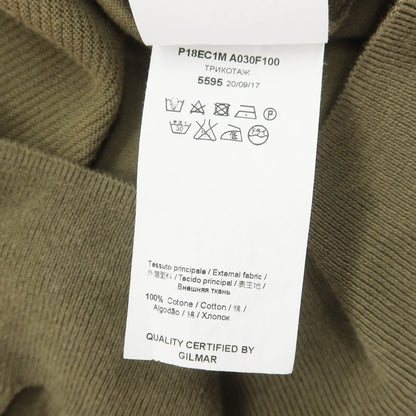 P18EC1M A030F100
ТРИКОТАЖ
5595 20/09/17
P
30
Tessuto principale / External fabric /
外面料 / Tecido principal / 表生地 /
Внешняя ткань
100% Cotone / Cotton / 棉 /
Algodão / 綿 / Хлопок
QUALITY CERTIFIED BY
GILMAR